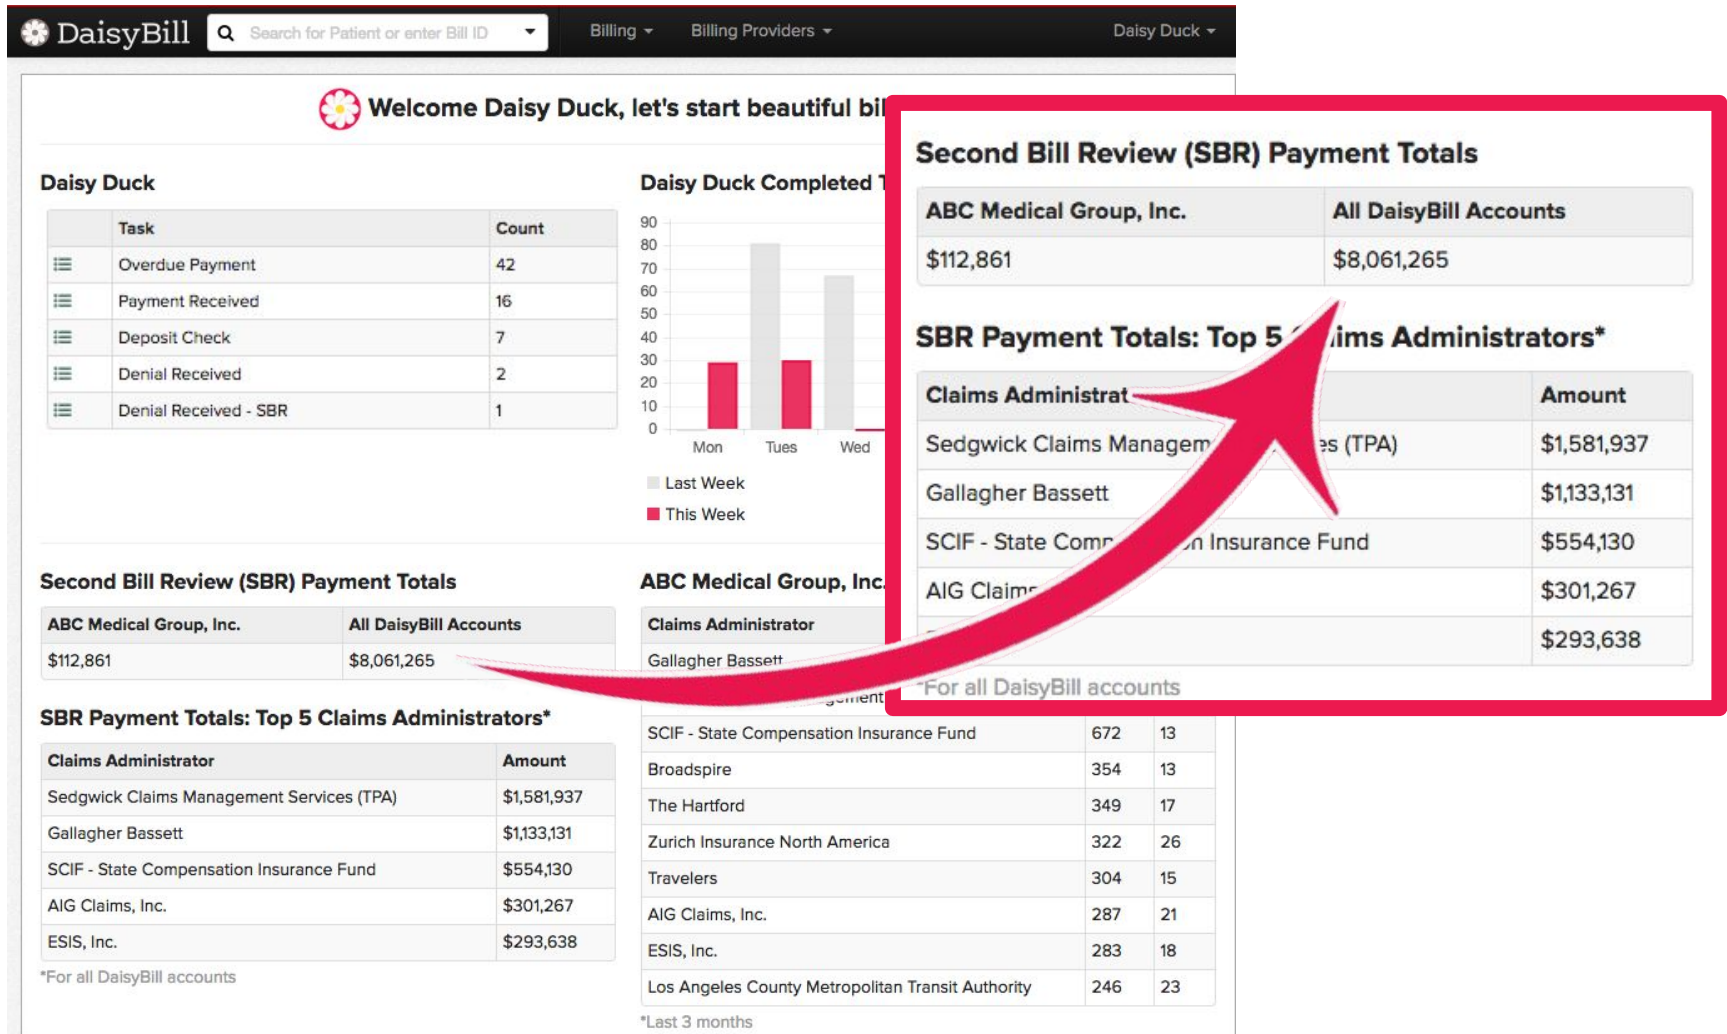 DaisyBill
Search for Patient or enter Bill ID
Billing
Billing Providers
Daisy Duck
Welcome Daisy Duck, let's start beautiful
Daisy Duck
Task Count
Overdue Payment 42
Payment Received 16
Deposit Check 7
Denial Received 2
Denial Received - SBR 1
Daisy Duck Completed
90
80
70
60
50
40
30
20
10
0
Mon Tues Wed
Last Week
This Week
Second Bill Review (SBR) Payment Totals
ABC Medical Group, Inc. All DaisyBill Accounts
$112,861 $8,061,265
SBR Payment Totals: Top 5 Claims Administrators*
Claims Administrator Amount
Sedgwick Claims Management Services (TPA) $1,581,937
Gallagher Bassett $1,133,131
SCIF - State Compensation Insurance Fund $554,130
AIG Claims, Inc. $301,267
ESIS, Inc. $293,638
*For all DaisyBill accounts
ABC Medical Group, Inc.
Claims Administrator
Gallagher Bassett
SCIF - State Compensation Insurance Fund 672 13
Broadspire 354 13
The Hartford 349 17
Zurich Insurance North America 322 26
Travelers 304 15
AIG Claims, Inc. 287 21
ESIS, Inc. 283 18
Los Angeles County Metropolitan Transit Authority 246 23
*Last 3 months
Second Bill Review (SBR) Payment Totals
ABC Medical Group, Inc. All DaisyBill Accounts
$112,861 $8,061,265
SBR Payment Totals: Top 5 Administrators*
Claims Amount
Sedgwick Claims (TPA) $1,581,937
Gallagher Bassett $1,133,131
SCIF - State Insurance Fund $554,130
AIG $301,267
$293,638
*For all DaisyBill accounts